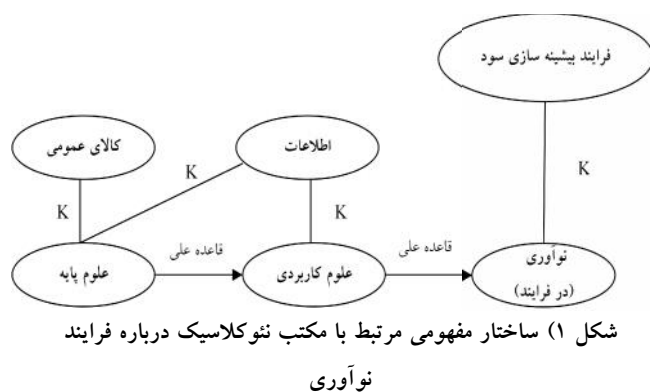 فرایند بیشینه سازی سود
کالای عمومی
اطلاعات
K
K
K
K
قاعده علی
قاعده علی
علوم پایه
علوم کاربردی
نوآوری
(در فرایند)
شکل ۱) ساختار مفهومی مرتبط با مکتب نئوکلاسیک درباره فرایند
نوآوری